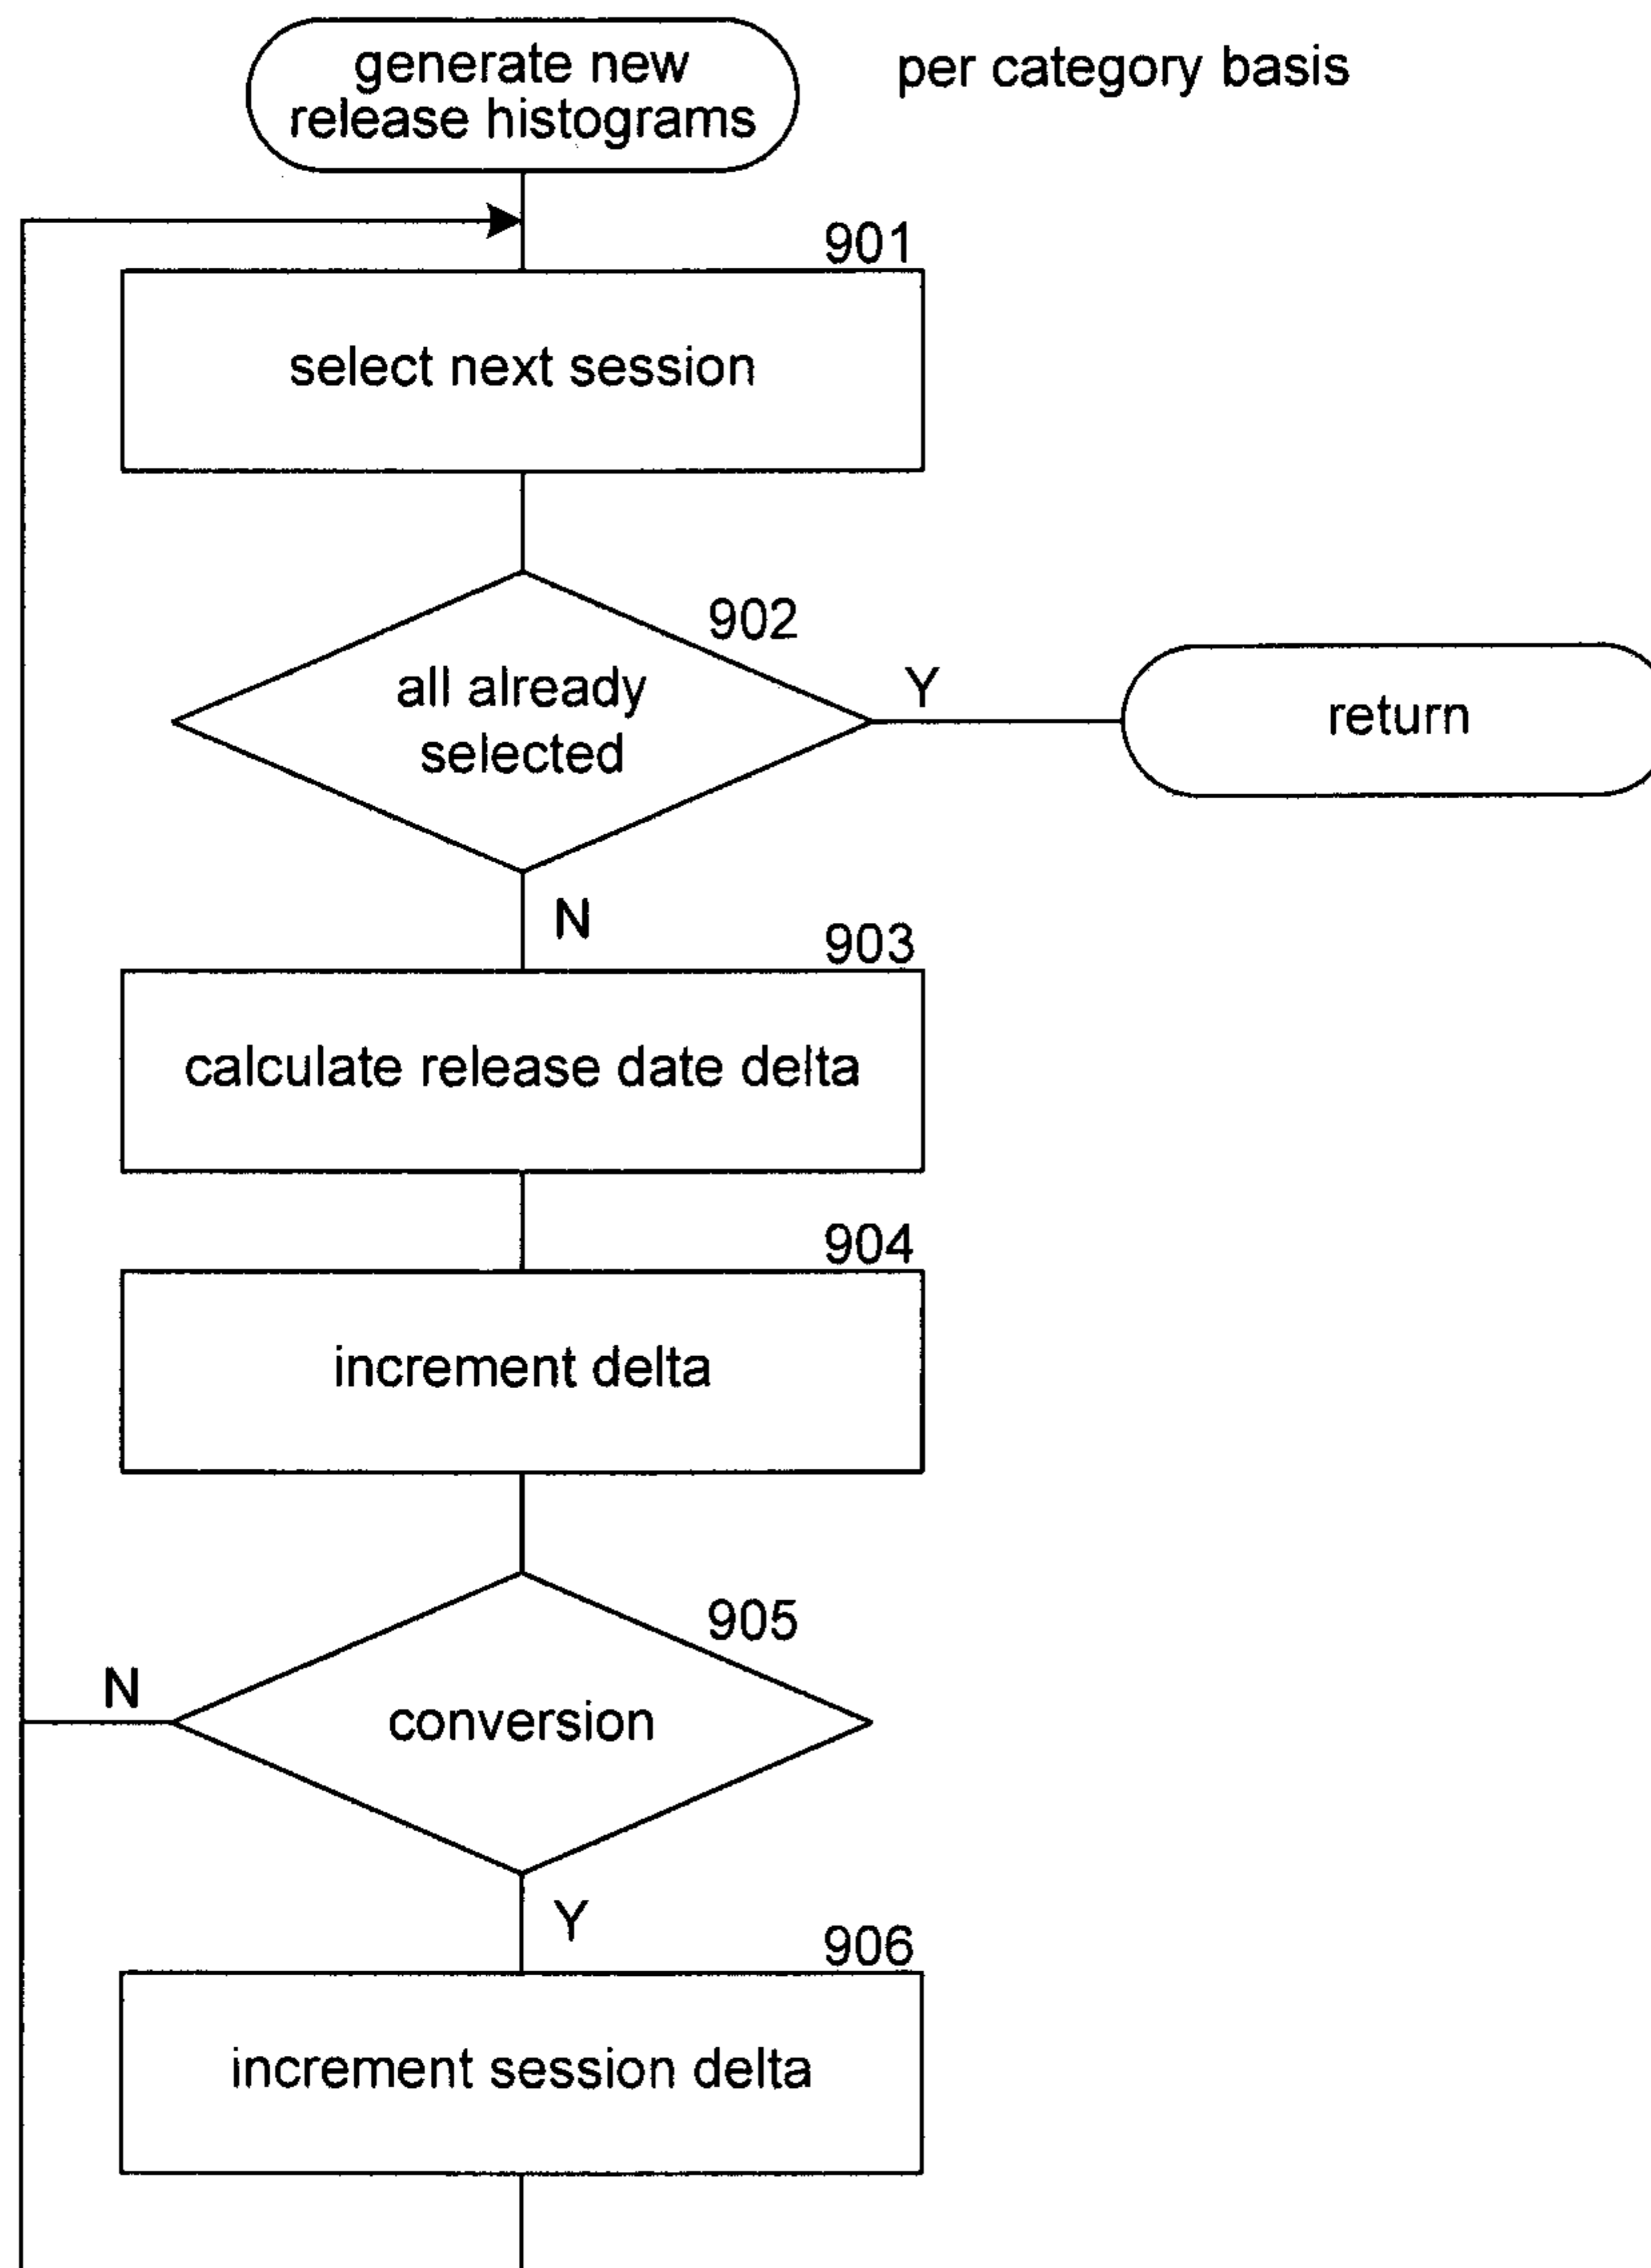 generate new
release histograms
per category basis
901
select next session
902
all already
selected
Y
return
N
903
calculate release date delta
904
increment delta
905
conversion
N
Y
906
increment session delta